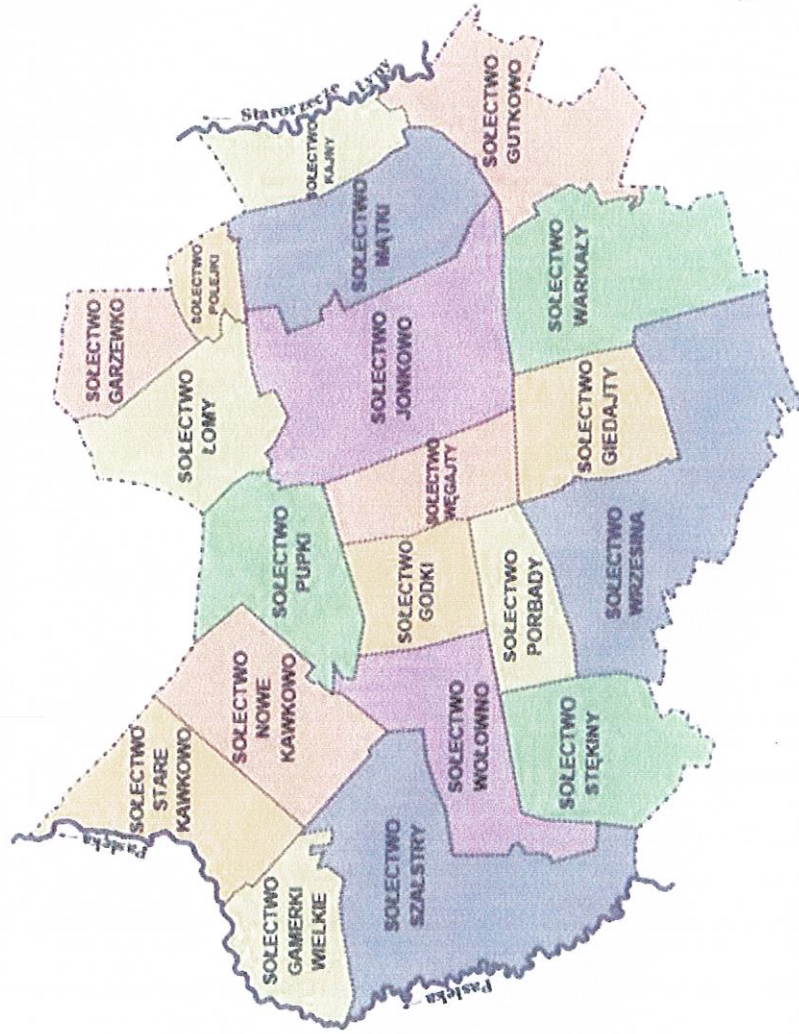 SOŁECTWO
GARZEWKO
SOŁECTWO
STARE
KAWKOWO
Pasłęka
SOŁECTWO
ŁOMY
SOŁECTWO
POLEJKI
Starorzecze Łyny
SOŁECTWO
NOWE
KAWKOWO
SOŁECTWO
PUPKI
SOŁECTWO
GAMERKI
WIELKIE
SOŁECTWO
KAJNY
SOŁECTWO
MĄTKI
SOŁECTWO
SZAŁSTRY
SOŁECTWO
GODKI
SOŁECTWO
JONKOWO
SOŁECTWO
WĘGAJTY
Pasłęka
SOŁECTWO
WOŁOWNO
SOŁECTWO
GUTKOWO
SOŁECTWO
PORBADY
SOŁECTWO
STĘKINY
SOŁECTWO
GIEDAJTY
SOŁECTWO
WARKAŁY
SOŁECTWO
WRZESINA